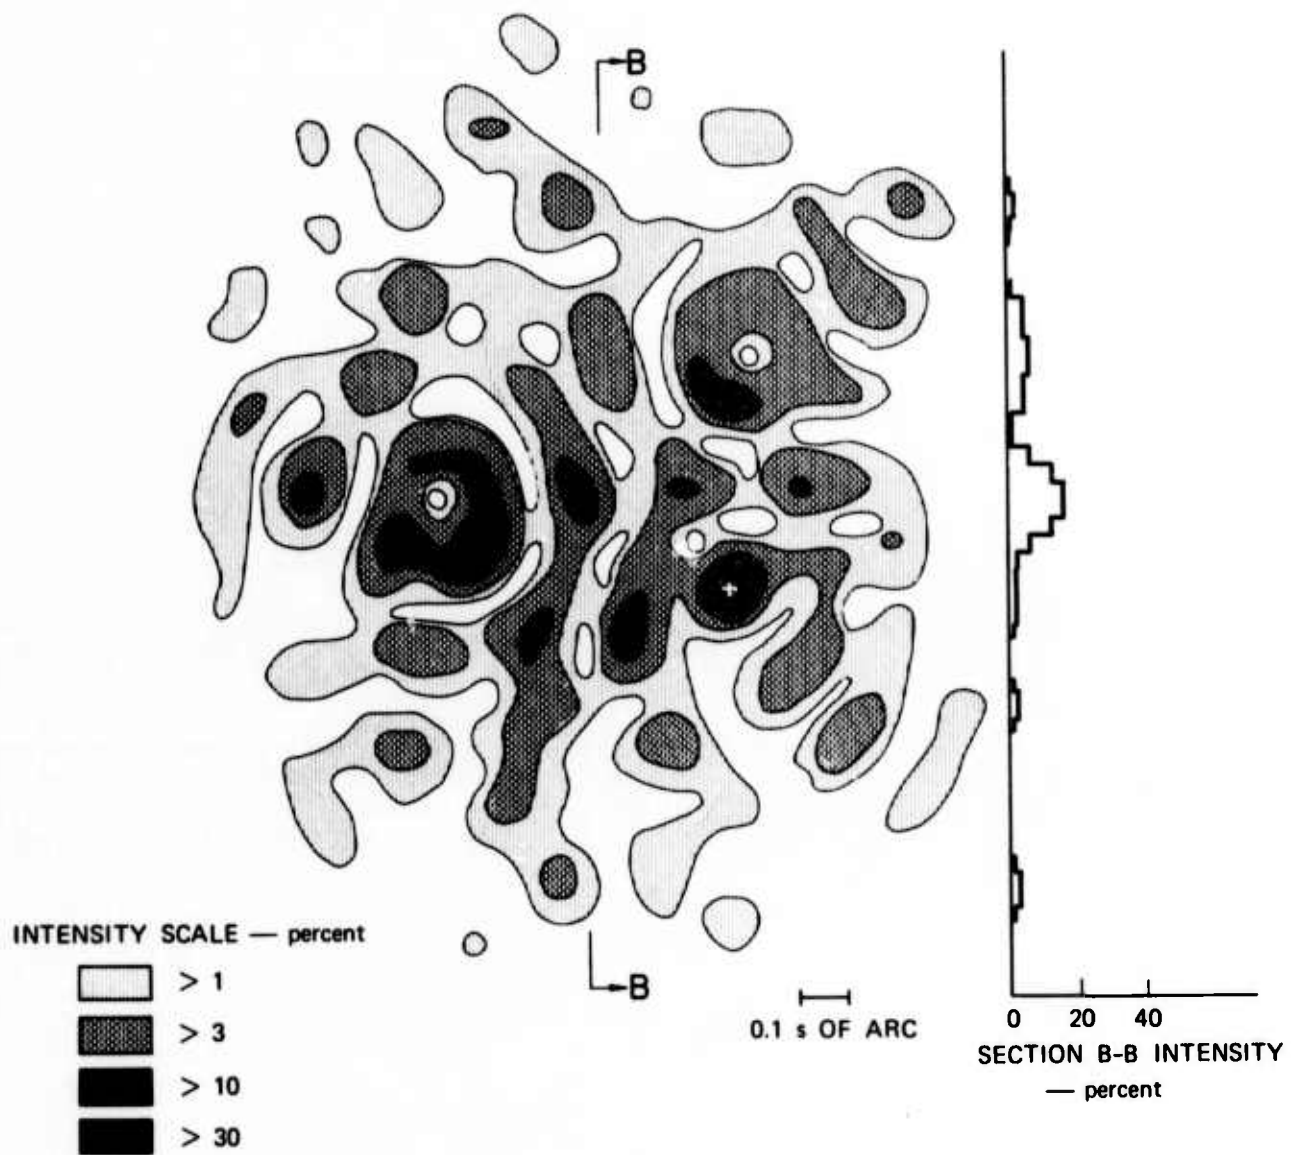 B
B
INTENSITY SCALE — percent
> 1
> 3
> 10
> 30
0.1 s OF ARC
0 20 40
SECTION B-B INTENSITY
— percent